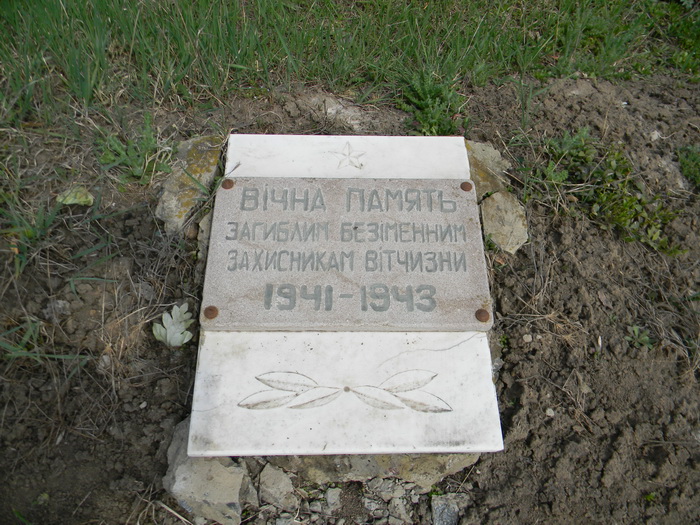 ВІЧНА ПАМЯТЬ
ЗАГИБЛИМ БЕЗІМЕННИМ
ЗАХИСНИКАМ ВІТЧИЗНИ
1941-1943